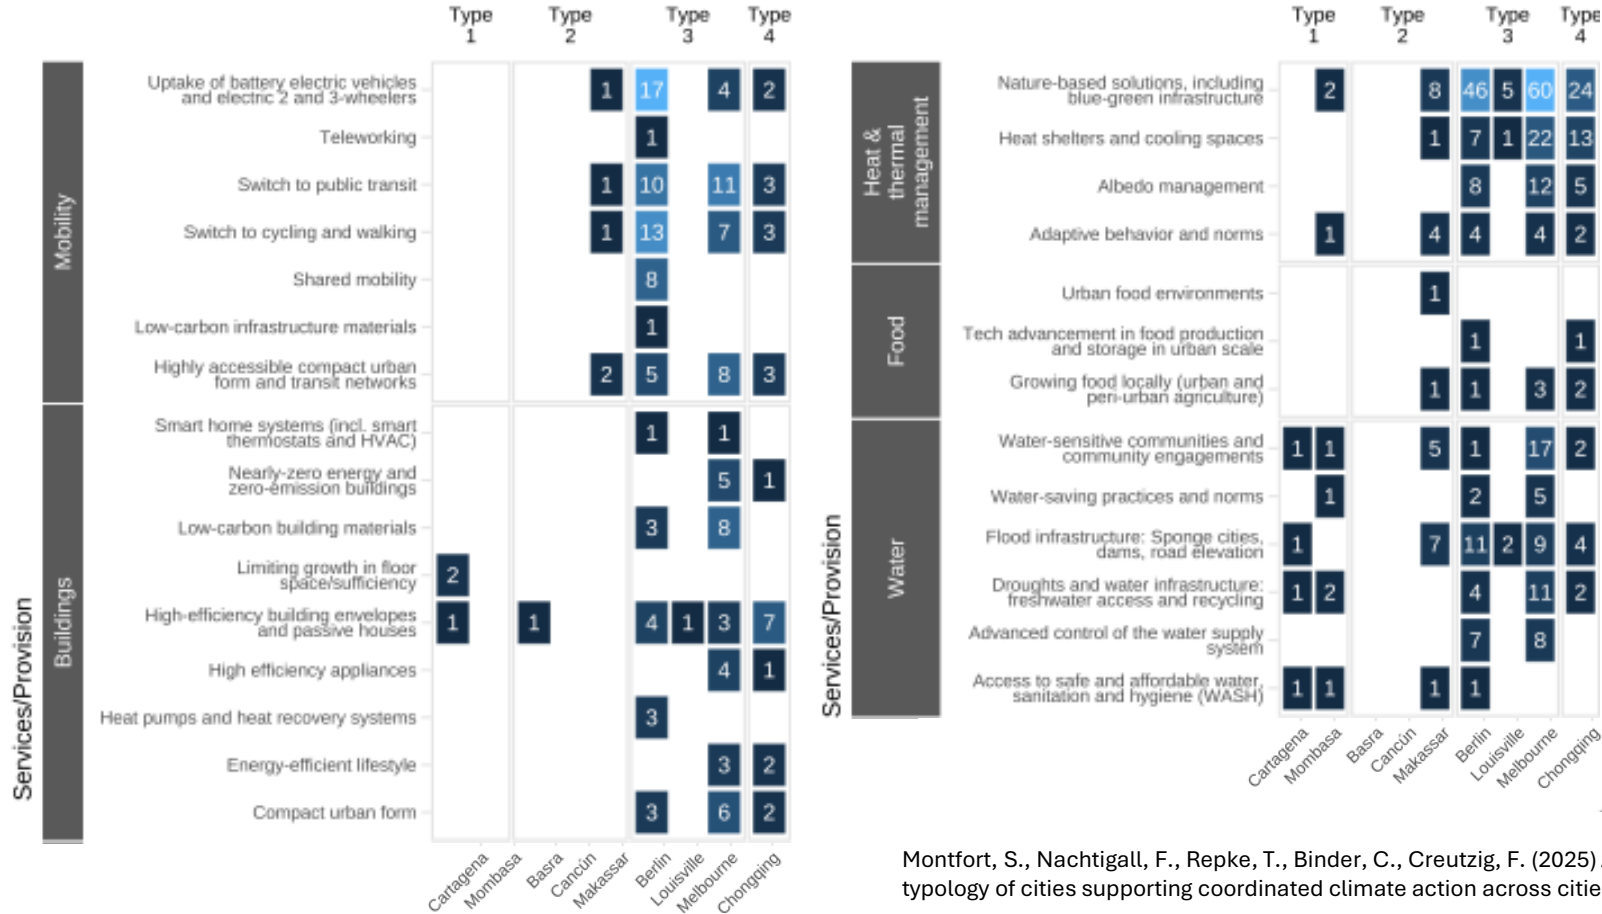 Type
1
Type
2
Type
3
Type
4
Services/Provision
Mobility
Uptake of battery electric vehicles
and electric 2 and 3-wheelers
1 17 4 2
Teleworking
1
Switch to public transit
1 10 11 3
Switch to cycling and walking
1 13 7 3
Shared mobility
8
Low-carbon infrastructure materials
1
Highly accessible compact urban
form and transit networks
2 5 8 3
Buildings
Smart home systems (incl. smart
thermostats and HVAC)
1 1
Nearly-zero energy and
zero-emission buildings
5 1
Low-carbon building materials
3 8
Limiting growth in floor
space/sufficiency
2
High-efficiency building envelopes
and passive houses
1 1 4 1 3 7
High efficiency appliances
4 1
Heat pumps and heat recovery systems
3
Energy-efficient lifestyle
3 2
Compact urban form
3 6 2
Cartagena
Mombasa
Basra
Cancún
Makassar
Berlin
Louisville
Melbourne
Chongqing
Type
1
Type
2
Type
3
Type
4
Services/Provision
Heat &
thermal
management
Nature-based solutions, including
blue-green infrastructure
2 8 46 5 60 24
Heat shelters and cooling spaces
1 7 1 22 13
Albedo management
8 12 5
Adaptive behavior and norms
1 4 4 4 2
Food
Urban food environments
1
Tech advancement in food production
and storage in urban scale
1 1
Growing food locally (urban and
peri-urban agriculture)
1 1 3 2
Water
Water-sensitive communities and
community engagements
1 1 5 1 17 2
Water-saving practices and norms
1 2 5
Flood infrastructure: Sponge cities,
dams, road elevation
1 7 11 2 9 4
Droughts and water infrastructure:
freshwater access and recycling
1 2 4 11 2
Advanced control of the water supply
system
7 8
Access to safe and affordable water,
sanitation and hygiene (WASH)
1 1 1 1
Cartagena
Mombasa
Basra
Cancún
Makassar
Berlin
Louisville
Melbourne
Chongqing
Montfort, S., Nachtigall, F., Repke, T., Binder, C., Creutzig, F. (2025)
typology of cities supporting coordinated climate action across citie